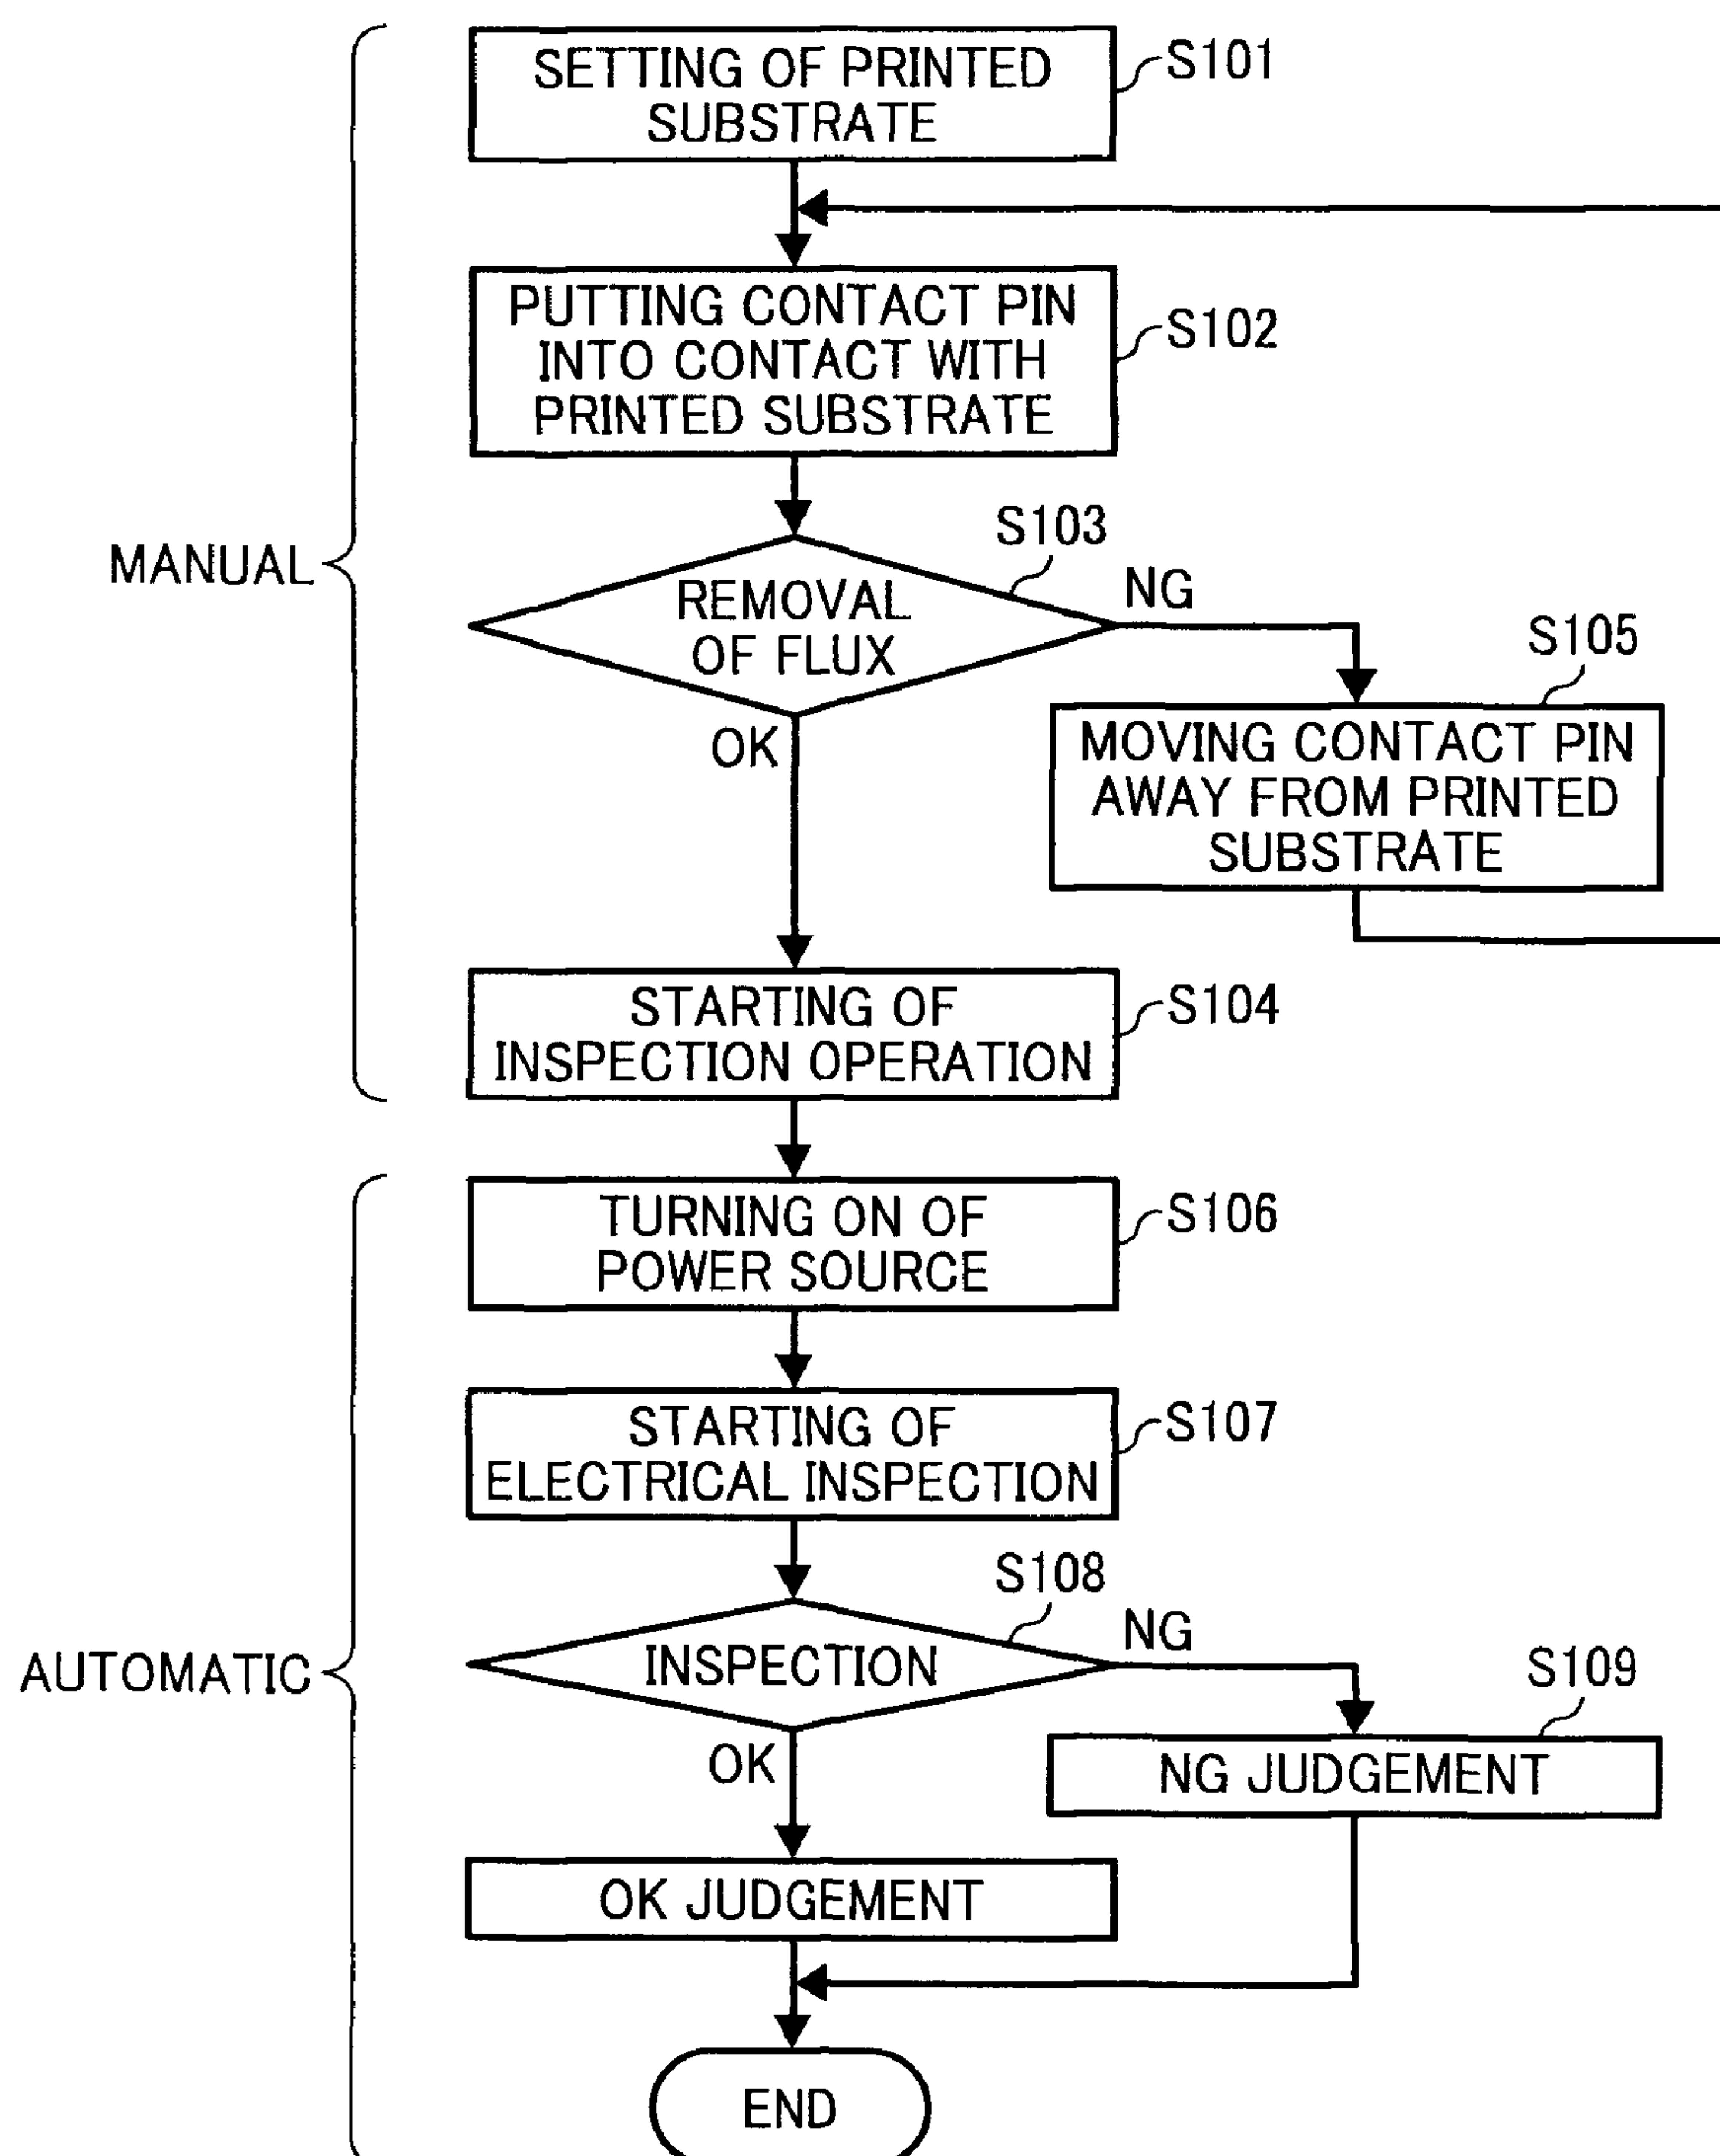 SETTING OF PRINTED
SUBSTRATE
S101
PUTTING CONTACT PIN
INTO CONTACT WITH
PRINTED SUBSTRATE
S102
MANUAL
S103
REMOVAL
OF FLUX
NG
OK
S105
MOVING CONTACT PIN
AWAY FROM PRINTED
SUBSTRATE
STARTING OF
INSPECTION OPERATION
S104
TURNING ON OF
POWER SOURCE
S106
STARTING OF
ELECTRICAL INSPECTION
S107
AUTOMATIC
S108
INSPECTION
NG
OK
S109
NG JUDGEMENT
OK JUDGEMENT
END